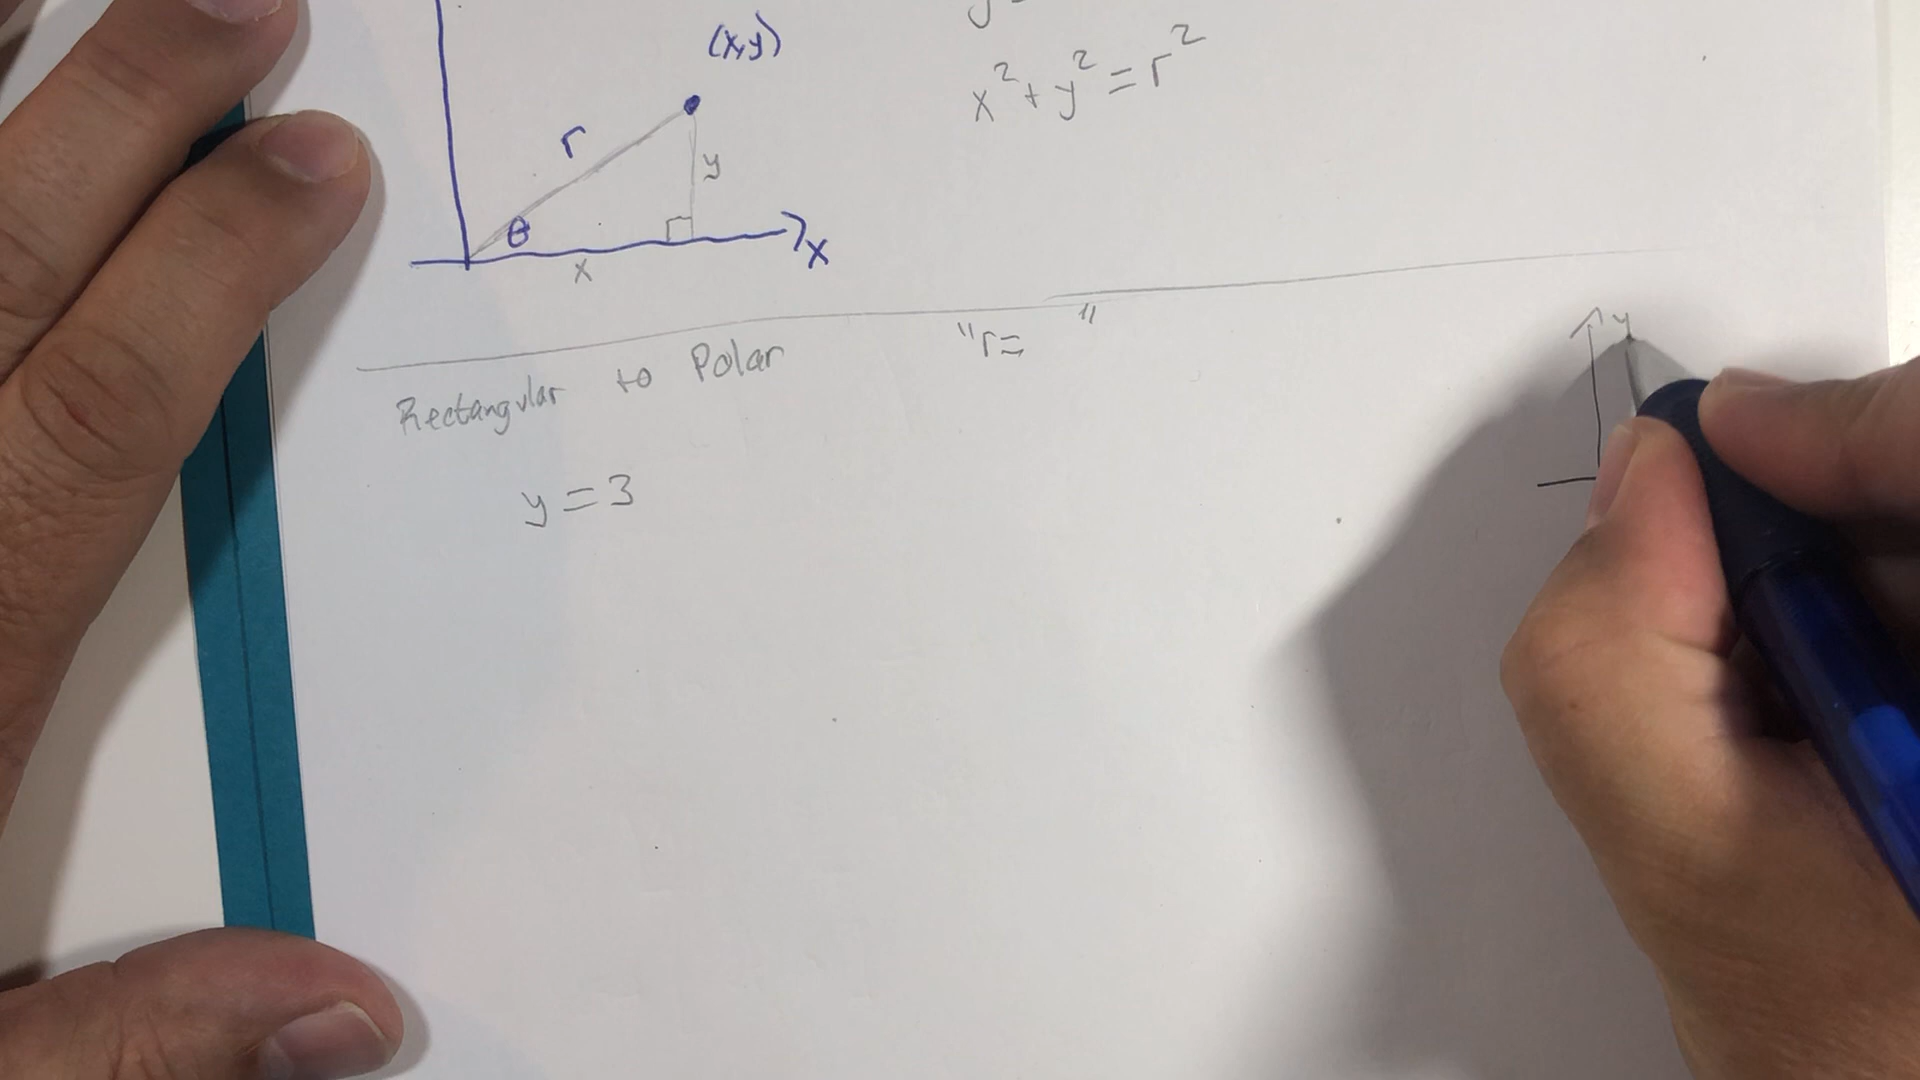 (x,y)
x² + y² = r²
r
y
θ
x
x
Rectangular to Polar "r= "
y
y = 3